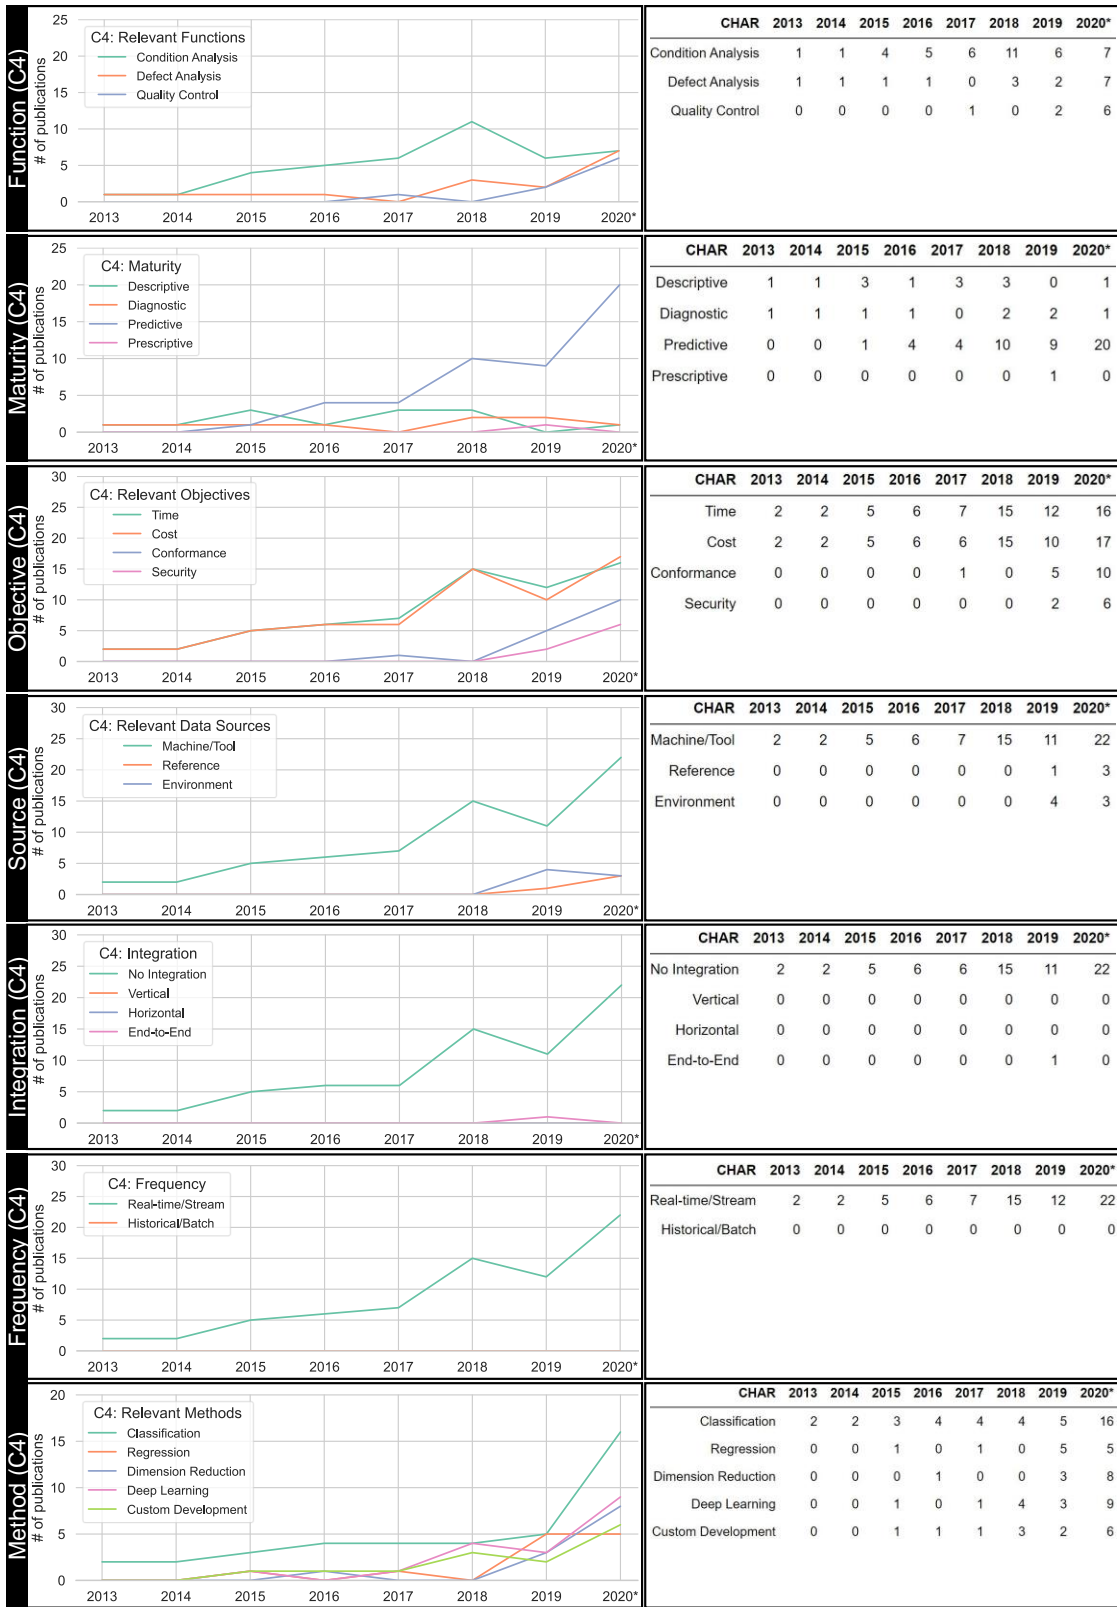 Function (C4)
# of publications
25
20
15
10
5
0
C4: Relevant Functions
Condition Analysis
Defect Analysis
Quality Control
2013 2014 2015 2016 2017 2018 2019 2020*
CHAR 2013 2014 2015 2016 2017 2018 2019 2020*
Condition Analysis 1 1 4 5 6 11 6 7
Defect Analysis 1 1 1 1 0 3 2 7
Quality Control 0 0 0 0 1 0 2 6
Maturity (C4)
# of publications
25
20
15
10
5
0
C4: Maturity
Descriptive
Diagnostic
Predictive
Prescriptive
2013 2014 2015 2016 2017 2018 2019 2020*
CHAR 2013 2014 2015 2016 2017 2018 2019 2020*
Descriptive 1 1 3 1 3 3 0 1
Diagnostic 1 1 1 1 0 2 2 1
Predictive 0 0 1 4 4 10 9 20
Prescriptive 0 0 0 0 0 0 1 0
Objective (C4)
# of publications
30
25
20
15
10
5
0
C4: Relevant Objectives
Time
Cost
Conformance
Security
2013 2014 2015 2016 2017 2018 2019 2020*
CHAR 2013 2014 2015 2016 2017 2018 2019 2020*
Time 2 2 5 6 7 15 12 16
Cost 2 2 5 6 6 15 10 17
Conformance 0 0 0 0 1 0 5 10
Security 0 0 0 0 0 0 2 6
Source (C4)
# of publications
30
25
20
15
10
5
0
C4: Relevant Data Sources
Machine/Tool
Reference
Environment
2013 2014 2015 2016 2017 2018 2019 2020*
CHAR 2013 2014 2015 2016 2017 2018 2019 2020*
Machine/Tool 2 2 5 6 7 15 11 22
Reference 0 0 0 0 0 0 1 3
Environment 0 0 0 0 0 0 4 3
Integration (C4)
# of publications
30
25
20
15
10
5
0
C4: Integration
No Integration
Vertical
Horizontal
End-to-End
2013 2014 2015 2016 2017 2018 2019 2020*
CHAR 2013 2014 2015 2016 2017 2018 2019 2020*
No Integration 2 2 5 6 6 15 11 22
Vertical 0 0 0 0 0 0 0 0
Horizontal 0 0 0 0 0 0 0 0
End-to-End 0 0 0 0 0 0 1 0
Frequency (C4)
# of publications
30
25
20
15
10
5
0
C4: Frequency
Real-time/Stream
Historical/Batch
2013 2014 2015 2016 2017 2018 2019 2020*
CHAR 2013 2014 2015 2016 2017 2018 2019 2020*
Real-time/Stream 2 2 5 6 7 15 12 22
Historical/Batch 0 0 0 0 0 0 0 0
Method (C4)
# of publications
20
15
10
5
0
C4: Relevant Methods
Classification
Regression
Dimension Reduction
Deep Learning
Custom Development
2013 2014 2015 2016 2017 2018 2019 2020*
CHAR 2013 2014 2015 2016 2017 2018 2019 2020*
Classification 2 2 3 4 4 4 5 16
Regression 0 0 1 0 1 0 5 5
Dimension Reduction 0 0 0 1 0 0 3 8
Deep Learning 0 0 1 0 1 4 3 9
Custom Development 0 0 1 1 1 3 2 6